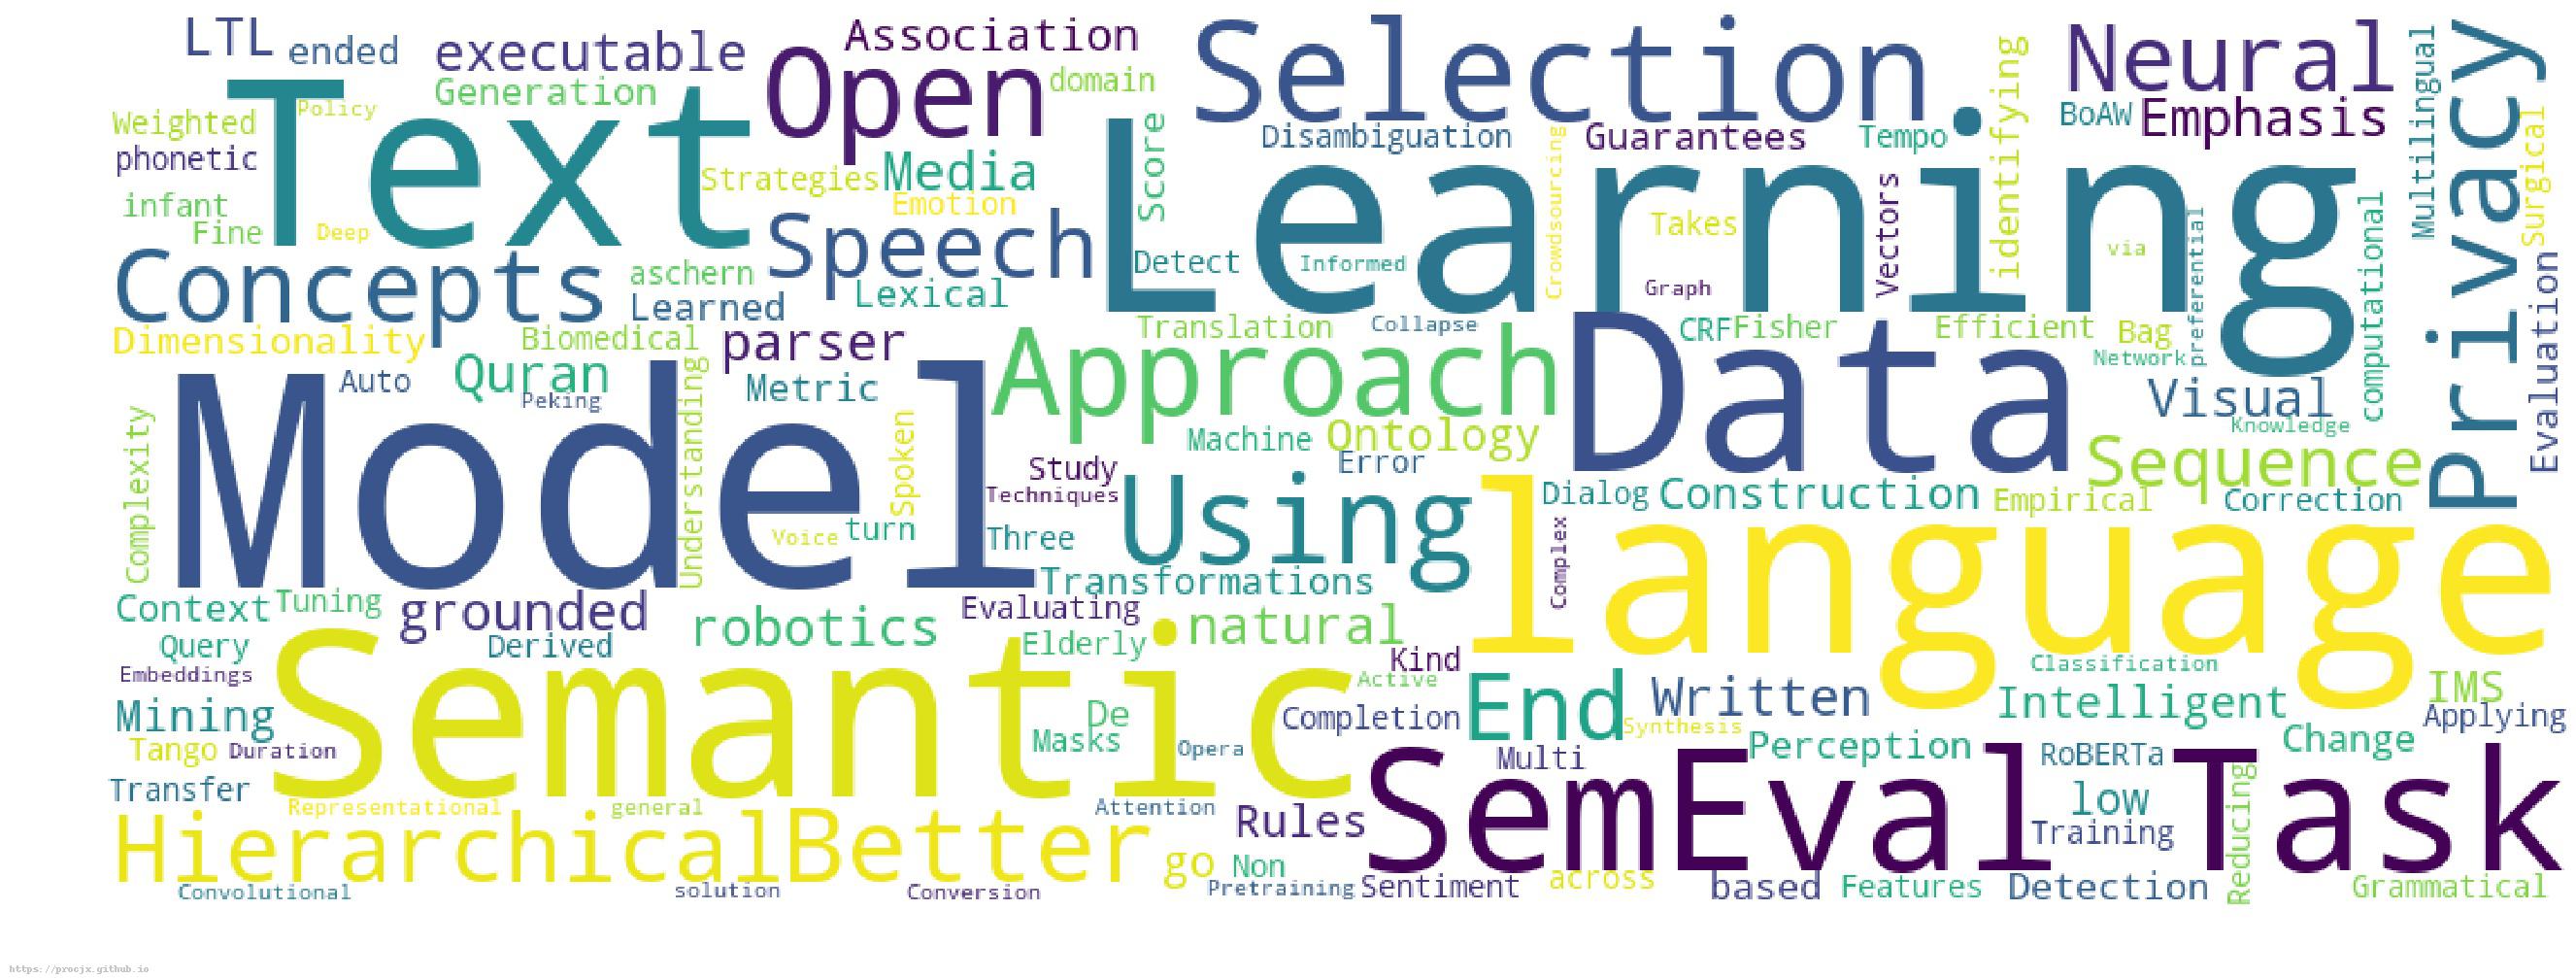 LTL ended executable Association Selection Neural Multilingual Privacy
Text Open Generation domain identifying
Weighted Policy Score Disambiguation Crowdsourcing Guarantees Tempo BoAW Emphasis Surgical
phonetic Strategies Media Learning
infant Emotion Takes Vectors
Fine Deep Speech
Concepts aschern Detect Informed via preferential computational Evaluation
Learned Lexical Graph
Dimensionality Biomedical parser Translation Collapse CRF Fisher Efficient Bag
Quran Approach Data Network
Auto Metric Visual
Peking Understanding
Complexity Model Spoken Machine Ontology Knowledge
Study Error Sequence
Techniques Using language Dialog Construction Empirical Correction
Voice turn Three Complex
Transformations
Context Tuning grounded Evaluating
robotics natural
Query Derived Elderly
Embeddings Semantic Kind Classification
Active End Written Intelligent IMS
Mining De Completion Applying
Tango Duration Masks Opera Synthesis Perception Change
Multi RoBERTa
Transfer SemEval Task Reducing
Representational general Attention low
Hierarchical Better Rules Training
go Non
Convolutional solution Conversion Pretraining Sentiment across based Features Detection Grammatical
https://procjx.github.io